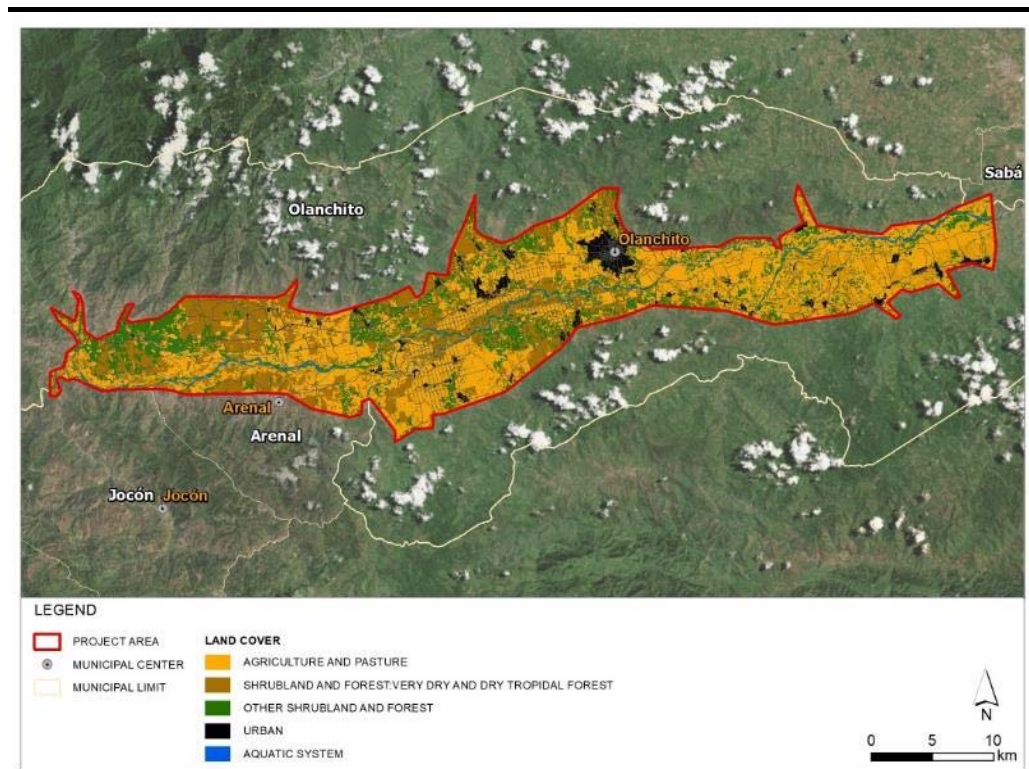 Sabá
Olanchito
Olanchito
Arenal
Arenal
Jocón Jocón
LEGEND
PROJECT AREA
MUNICIPAL CENTER
MUNICIPAL LIMIT
LAND COVER
AGRICULTURE AND PASTURE
SHRUBLAND AND FOREST:VERY DRY AND DRY TROPIDAL FOREST
OTHER SHRUBLAND AND FOREST
URBAN
AQUATIC SYSTEM
N
0 5 10
km